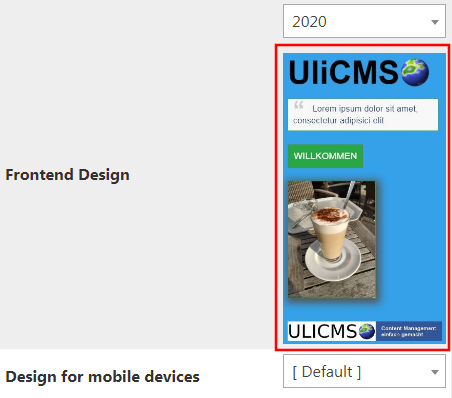 2020
UliCMS
“ Lorem ipsum dolor sit amet,
consectetur adipisici elit
WILLKOMMEN
Frontend Design
ULICMS
Content Management
einfach gemacht
Design for mobile devices
[ Default ]